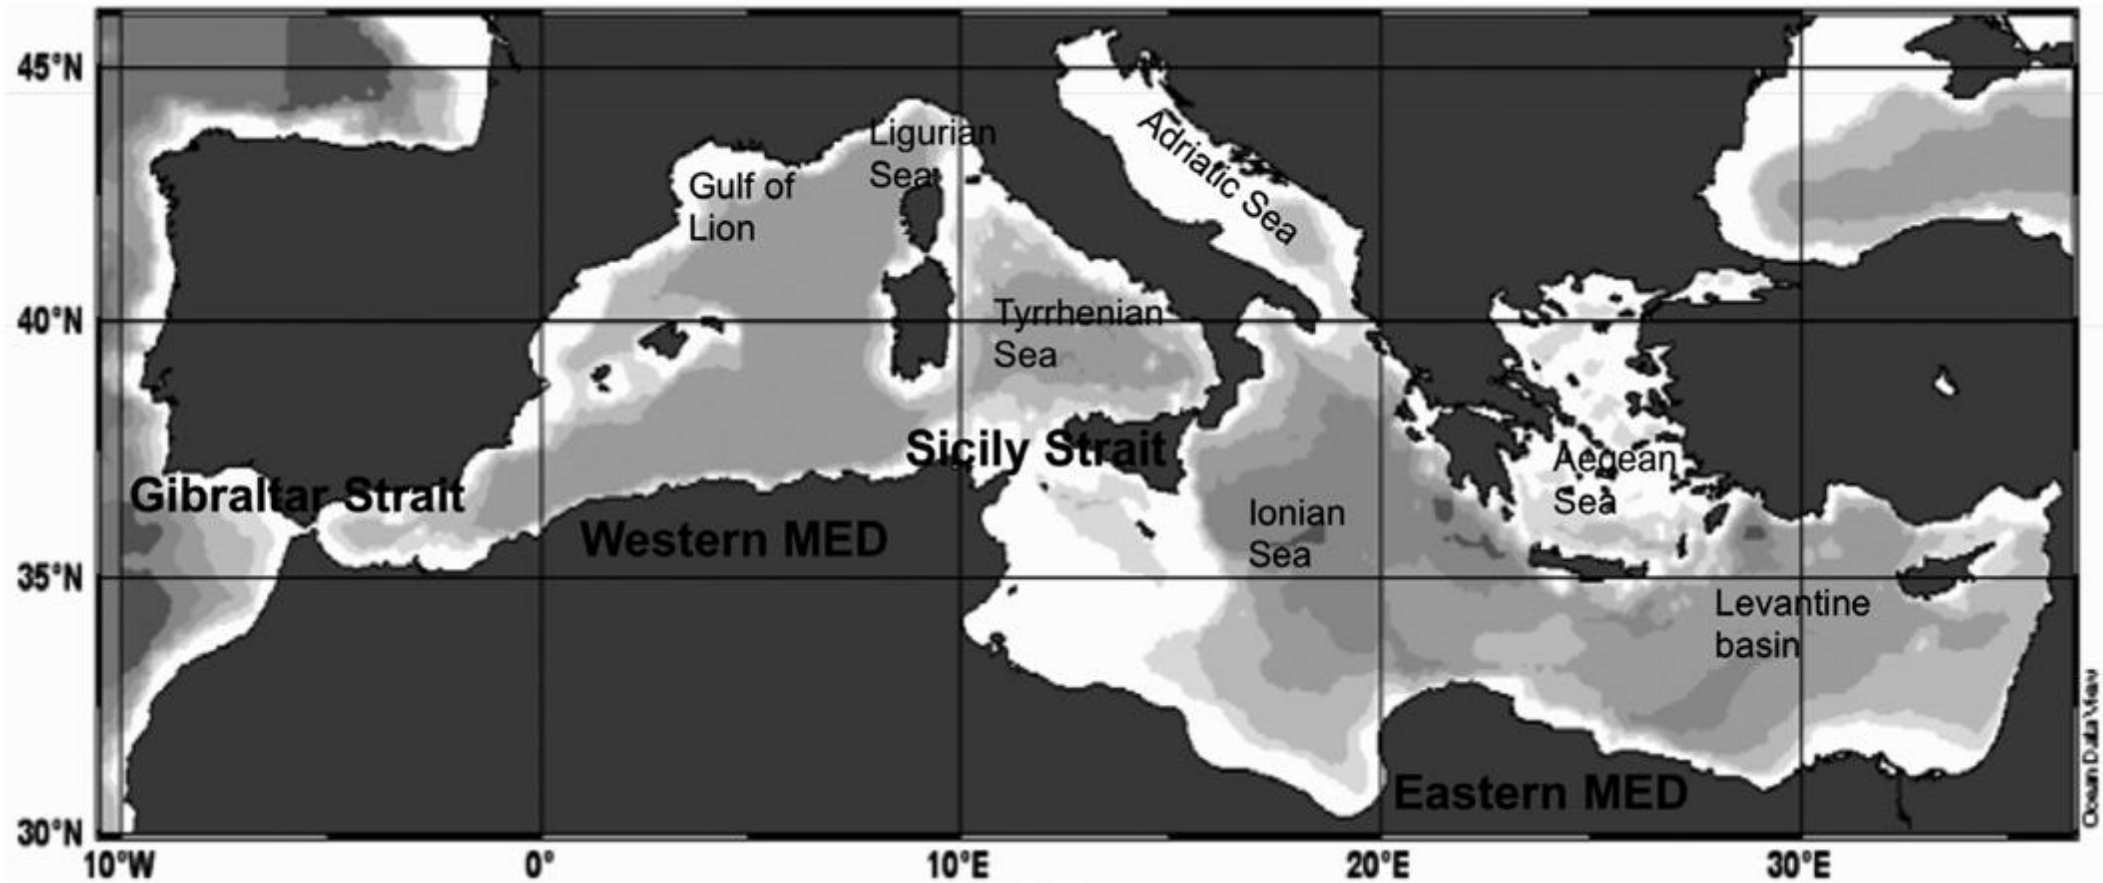 45°N
Ligurian
Sea
Adriatic Sea
Gulf of
Lion
40°N
Tyrrhenian
Sea
Sicily Strait
Aegean
Sea
Gibraltar Strait
Ionian
Sea
Western MED
35°N
Levantine
basin
Eastern MED
Ocean Data View
30°N
10°W
0°
10°E
20°E
30°E